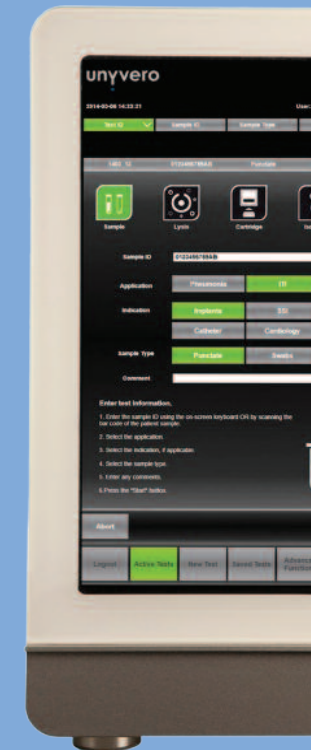 unyvero
2014-03-06 14:33:21 User:
Test ID Sample ID Sample Type
0123456789AB Punctate
Sample Lysis Cartridge
Sample ID 0123456789AB
Application Pneumonia ITI
Indication Implants SSI
Catheter Cardiology
Sample Type Punctate Swabs
Comment
Enter test information.
1. Enter the sample ID using the on-screen keyboard OR by scanning the
bar code of the patient sample.
2. Select the application.
3. Select the indication, if applicable.
4. Select the sample type.
5. Enter any comments.
6. Press the "Start" button.
Abort
Logout Active Tests New Test Saved Tests